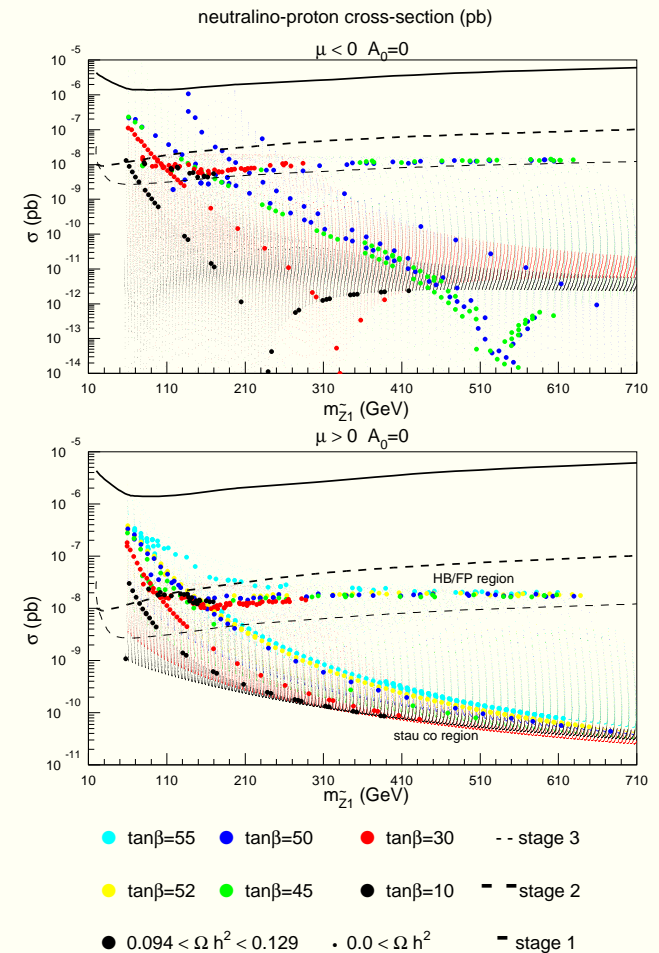 neutralino-proton cross-section (pb)
μ < 0 A₀=0
10 -5
10 -6
10 -7
10 -8
10 -9
10 -10
10 -11
10 -12
10 -13
10 -14
σ (pb)
10 110 210 310 410 510 610 710
m Z̃1 (GeV)
μ > 0 A₀=0
10 -5
10 -6
10 -7
10 -8
10 -9
10 -10
10 -11
σ (pb)
HB/FP region
stau co region
10 110 210 310 410 510 610 710
m Z̃1 (GeV)
tanβ=55 tanβ=50 tanβ=30 stage 3
tanβ=52 tanβ=45 tanβ=10 stage 2
0.094 < Ω h² < 0.129 0.0 < Ω h² stage 1